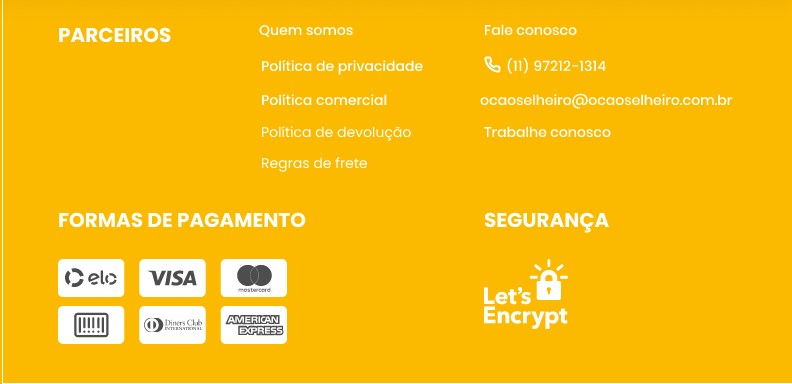 PARCEIROS
Quem somos
Política de privacidade
Política comercial
Política de devolução
Regras de frete
Fale conosco
(11) 97212-1314
ocaoselheiro@ocaoselheiro.com.br
Trabalhe conosco
FORMAS DE PAGAMENTO
elo
VISA
mastercard
Diners Club
INTERNATIONAL
AMERICAN
EXPRESS
SEGURANÇA
Let's
Encrypt